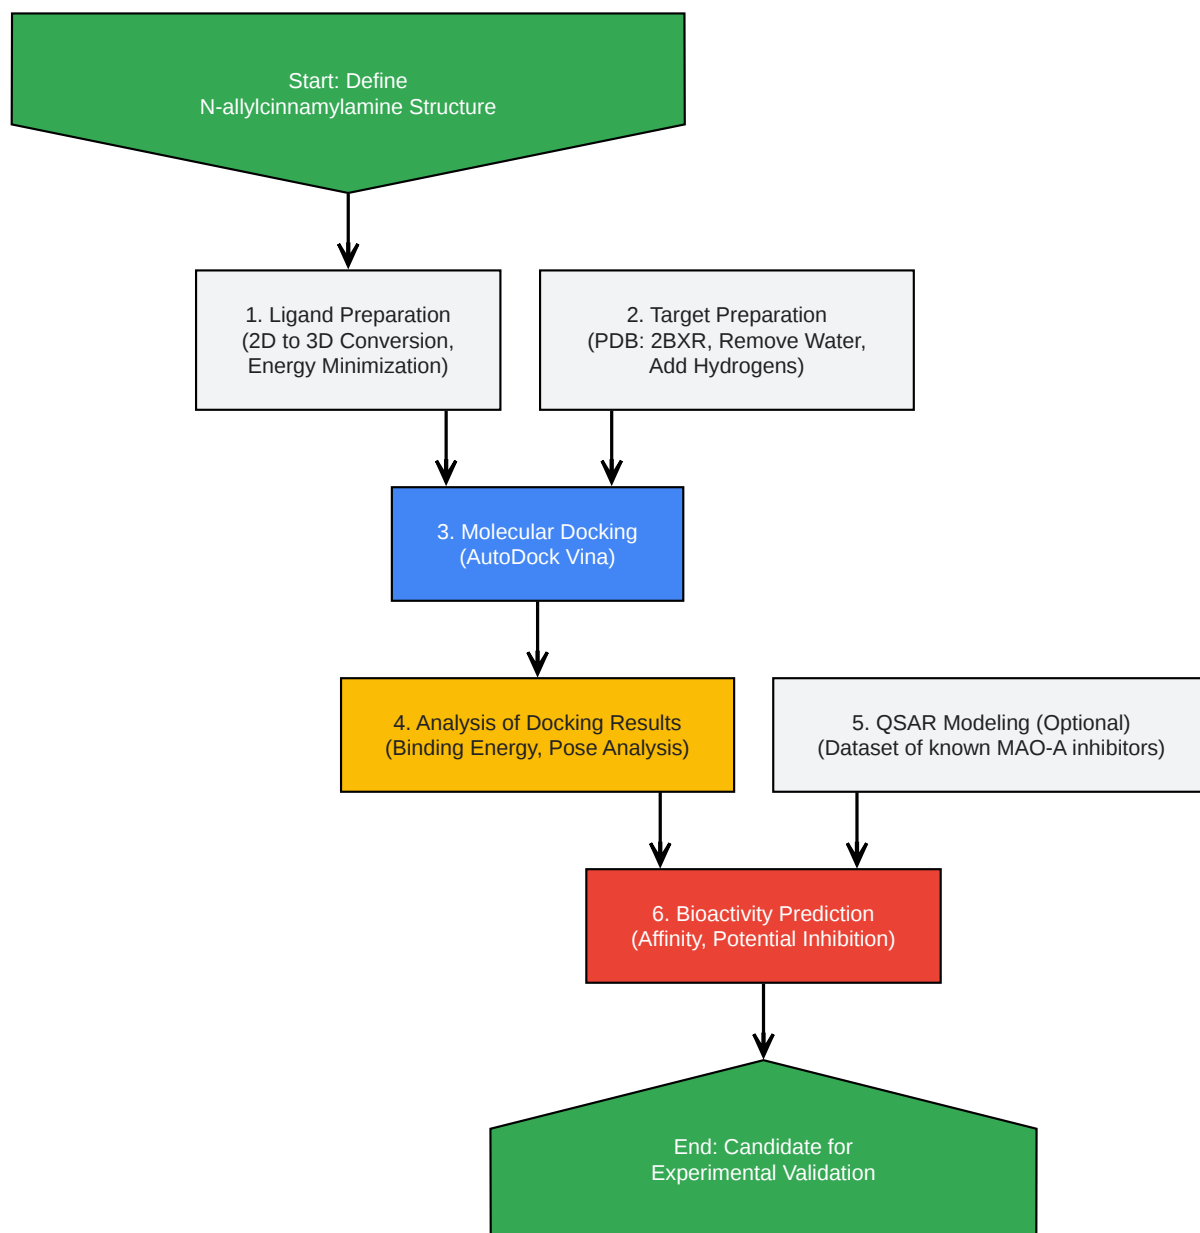 Start: Define
N-allylcinnamylamine Structure
1. Ligand Preparation
(2D to 3D Conversion,
Energy Minimization)
2. Target Preparation
(PDB: 2BXR, Remove Water,
Add Hydrogens)
3. Molecular Docking
(AutoDock Vina)
4. Analysis of Docking Results
(Binding Energy, Pose Analysis)
5. QSAR Modeling (Optional)
(Dataset of known MAO-A inhibitors)
6. Bioactivity Prediction
(Affinity, Potential Inhibition)
End: Candidate for
Experimental Validation